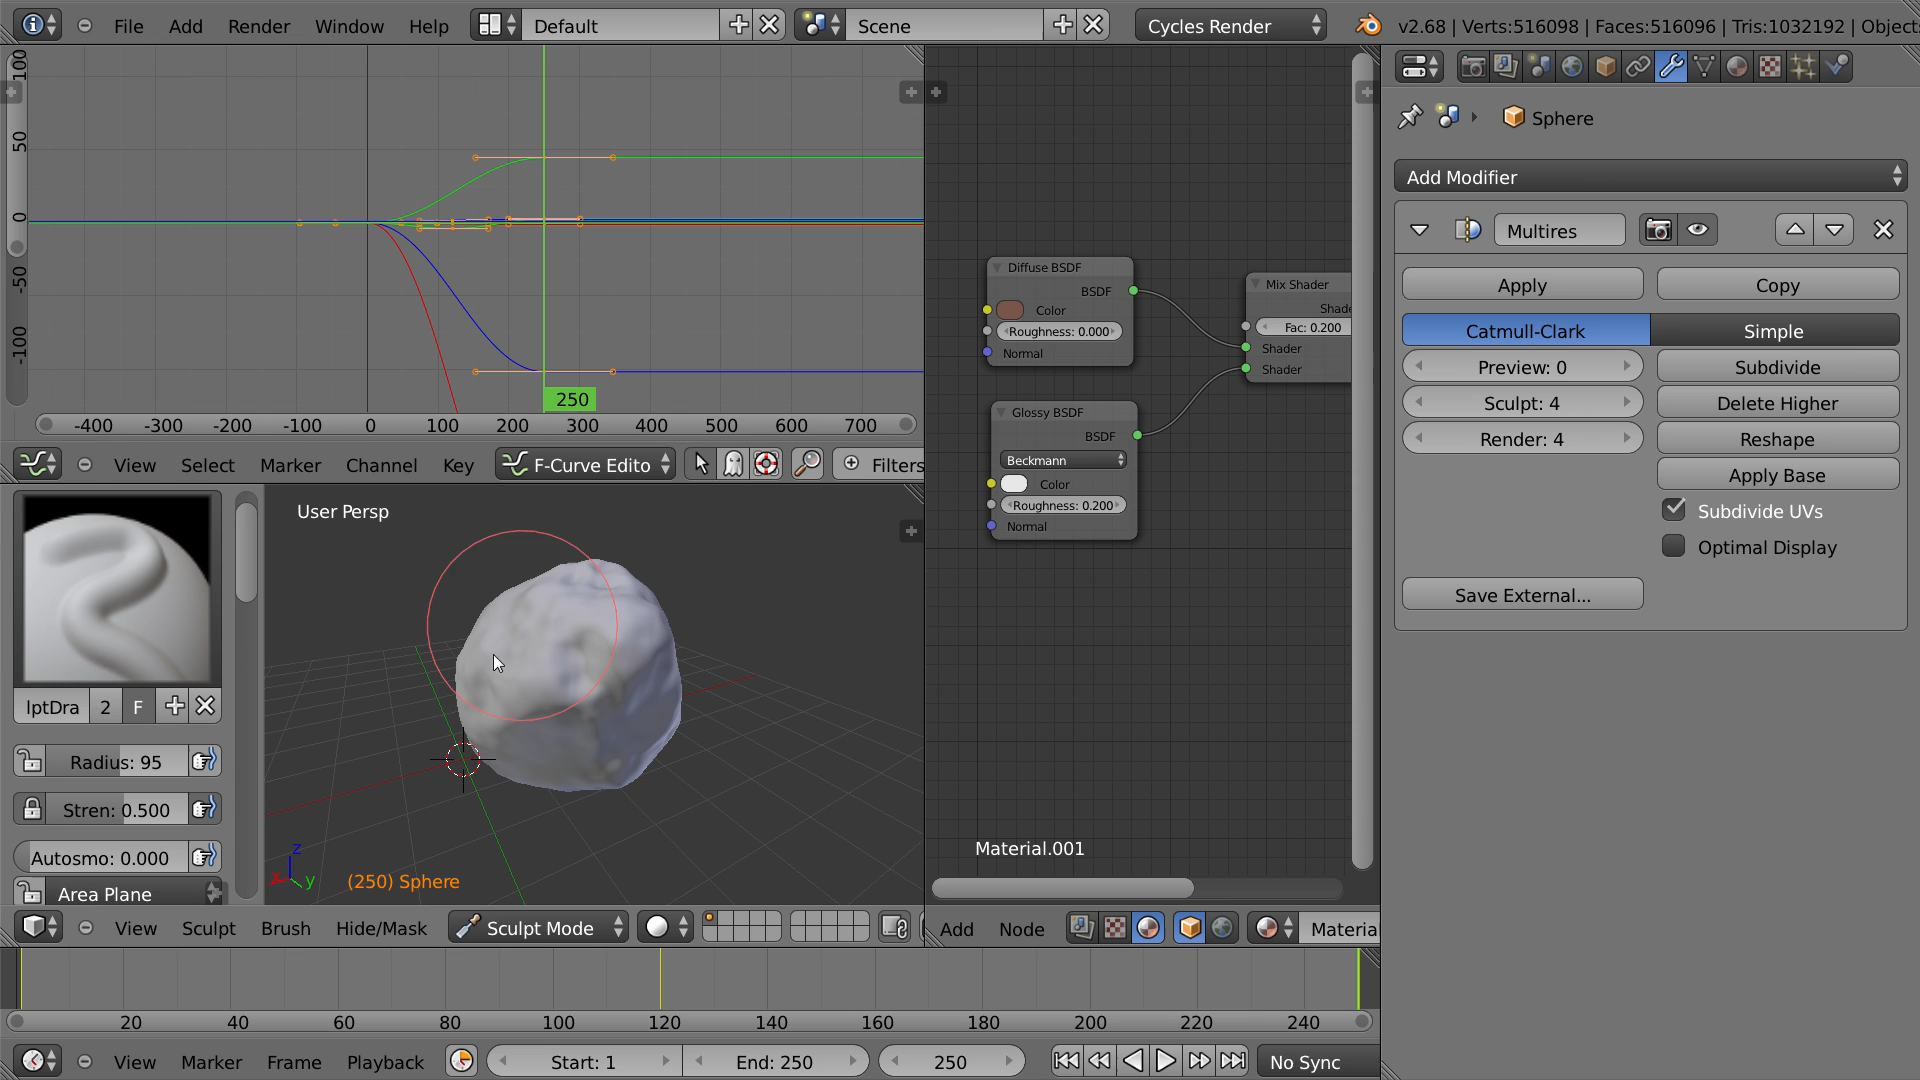 File Add Render Window Help Default Scene Cycles Render v2.68 | Verts:516098 | Faces:516096 | Tris:1032192 | Object
100
50
0
-50
-100
250
-400 -300 -200 -100 0 100 200 300 400 500 600 700
View Select Marker Channel Key F-Curve Edito Filters
Diffuse BSDF
BSDF
Color
Roughness: 0.000
Normal
Mix Shader
Shade
Fac: 0.200
Shader
Shader
Glossy BSDF
BSDF
Beckmann
Color
Roughness: 0.200
Normal
Material.001
Add Node Materia
Sphere
Add Modifier
Multires
Apply Copy
Catmull-Clark Simple
Preview: 0 Subdivide
Sculpt: 4 Delete Higher
Render: 4 Reshape
Apply Base
Subdivide UVs
Optimal Display
Save External...
User Persp
lptDra 2 F
Radius: 95
Stren: 0.500
Autosmo: 0.000
Area Plane
z
x y
(250) Sphere
View Sculpt Brush Hide/Mask Sculpt Mode
20 40 60 80 100 120 140 160 180 200 220 240
View Marker Frame Playback Start: 1 End: 250 250 No Sync